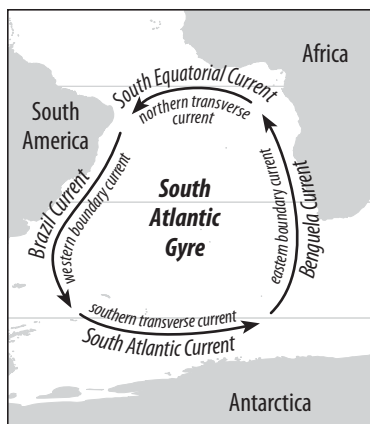 Africa
South Equatorial Current
northern transverse
current
South
America
South
Atlantic
Gyre
Brazil Current
western boundary current
eastern boundary current
Benguela Current
southern transverse current
South Atlantic Current
Antarctica